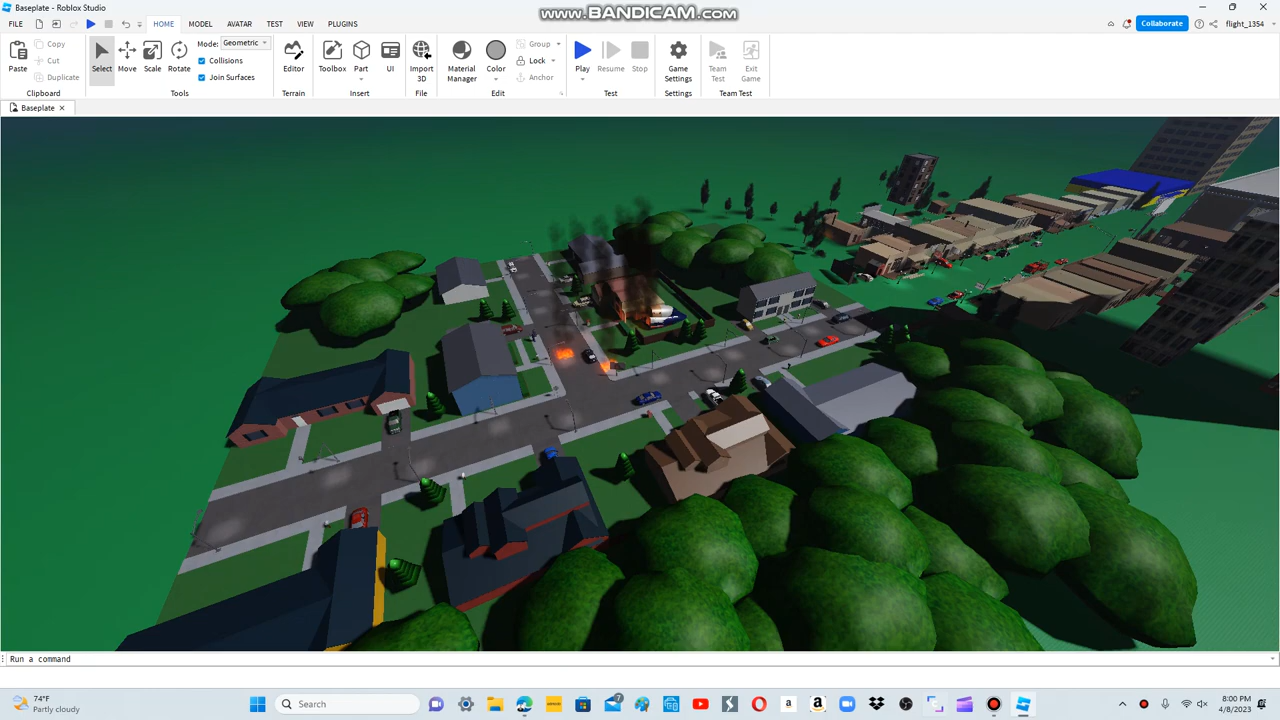 Baseplate - Roblox Studio
www.BANDICAM.com
FILE HOME MODEL AVATAR TEST VIEW PLUGINS
Collaborate flight_1354
Copy Cut Duplicate Paste Clipboard
Mode: Geometric
Collisions
Join Surfaces
Select Move Scale Rotate Tools
Editor Terrain
Toolbox Part UI Insert
Import 3D File
Material Manager Color Group Lock Anchor Edit
Play Resume Stop Test
Game Settings Settings
Team Test Exit Game Team Test
Baseplate
Run a command
74°F
Partly cloudy
Search
7
8:00 PM
4/8/2023